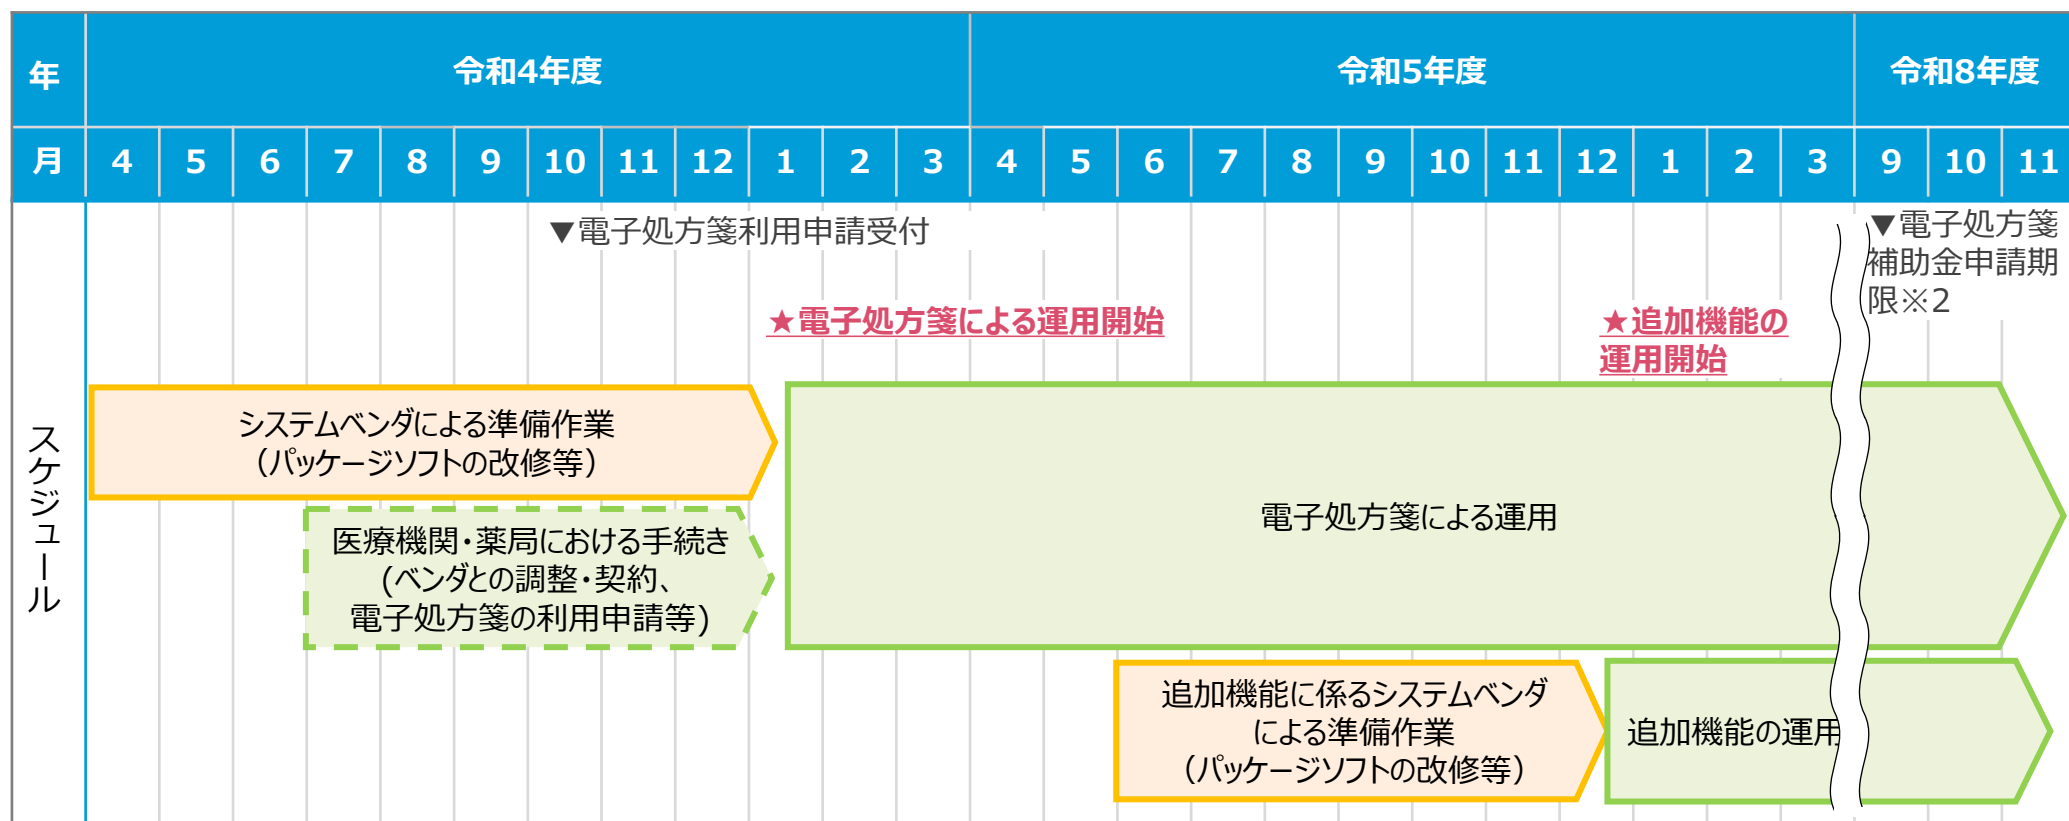 年 令和4年度 令和5年度 令和8年度
月 4 5 6 7 8 9 10 11 12 1 2 3 4 5 6 7 8 9 10 11 12 1 2 3 9 10 11
スケジュール
▼電子処方箋利用申請受付
▼電子処方箋
補助金申請期
限※2
★電子処方箋による運用開始
★追加機能の
運用開始
システムベンダによる準備作業
（パッケージソフトの改修等）
医療機関・薬局における手続き
(ベンダとの調整・契約、
電子処方箋の利用申請等)
電子処方箋による運用
追加機能に係るシステムベンダ
による準備作業
（パッケージソフトの改修等）
追加機能の運用